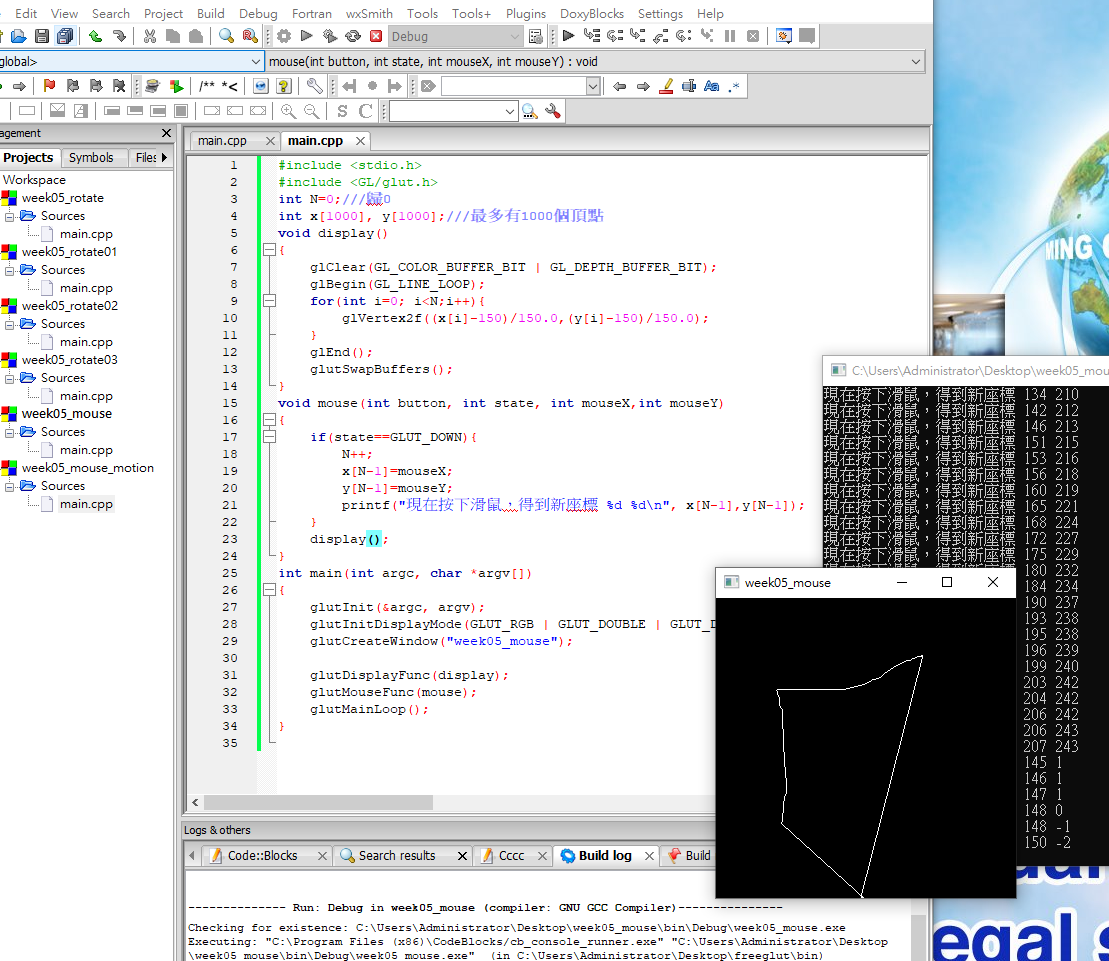 Edit View Search Project Build Debug Fortran wxSmith Tools Tools+ Plugins DoxyBlocks Settings Help
Debug
global> mouse(int button, int state, int mouseX, int mouseY) : void
/** *<
S C
agement
main.cpp main.cpp
Projects Symbols Files
Workspace
week05_rotate
Sources
main.cpp
week05_rotate01
Sources
main.cpp
week05_rotate02
Sources
main.cpp
week05_rotate03
Sources
main.cpp
week05_mouse
Sources
main.cpp
week05_mouse_motion
Sources
main.cpp
1 #include <stdio.h>
2 #include <GL/glut.h>
3 int N=0;///歸0
4 int x[1000], y[1000];///最多有1000個頂點
5 void display()
6 {
7 glClear(GL_COLOR_BUFFER_BIT | GL_DEPTH_BUFFER_BIT);
8 glBegin(GL_LINE_LOOP);
9 for(int i=0; i<N;i++){
10 glVertex2f((x[i]-150)/150.0,(y[i]-150)/150.0);
11 }
12 glEnd();
13 glutSwapBuffers();
14 }
15 void mouse(int button, int state, int mouseX,int mouseY)
16 {
17 if(state==GLUT_DOWN){
18 N++;
19 x[N-1]=mouseX;
20 y[N-1]=mouseY;
21 printf("現在按下滑鼠,得到新座標 %d %d\n", x[N-1],y[N-1]);
22 }
23 display();
24 }
25 int main(int argc, char *argv[])
26 {
27 glutInit(&argc, argv);
28 glutInitDisplayMode(GLUT_RGB | GLUT_DOUBLE | GLUT_D
29 glutCreateWindow("week05_mouse");
30
31 glutDisplayFunc(display);
32 glutMouseFunc(mouse);
33 glutMainLoop();
34 }
35
MING
C:\Users\Administrator\Desktop\week05_mou
現在按下滑鼠,得到新座標 134 210
現在按下滑鼠,得到新座標 142 212
現在按下滑鼠,得到新座標 146 213
現在按下滑鼠,得到新座標 151 215
現在按下滑鼠,得到新座標 153 216
現在按下滑鼠,得到新座標 156 218
現在按下滑鼠,得到新座標 160 219
現在按下滑鼠,得到新座標 165 221
現在按下滑鼠,得到新座標 168 224
現在按下滑鼠,得到新座標 172 227
現在按下滑鼠,得到新座標 175 229
180 232
184 234
190 237
193 238
195 238
196 239
199 240
203 242
204 242
206 242
206 243
207 243
145 1
146 1
147 1
148 0
148 -1
150 -2
week05_mouse
Logs & others
Code::Blocks Search results Cccc Build log Build
-------------- Run: Debug in week05_mouse (compiler: GNU GCC Compiler)---------------
Checking for existence: C:\Users\Administrator\Desktop\week05_mouse\bin\Debug\week05_mouse.exe
Executing: "C:\Program Files (x86)\CodeBlocks/cb_console_runner.exe" "C:\Users\Administrator\Desktop
\week05_mouse\bin\Debug\week05_mouse.exe" (in C:\Users\Administrator\Desktop\freeglut\bin)
egal s